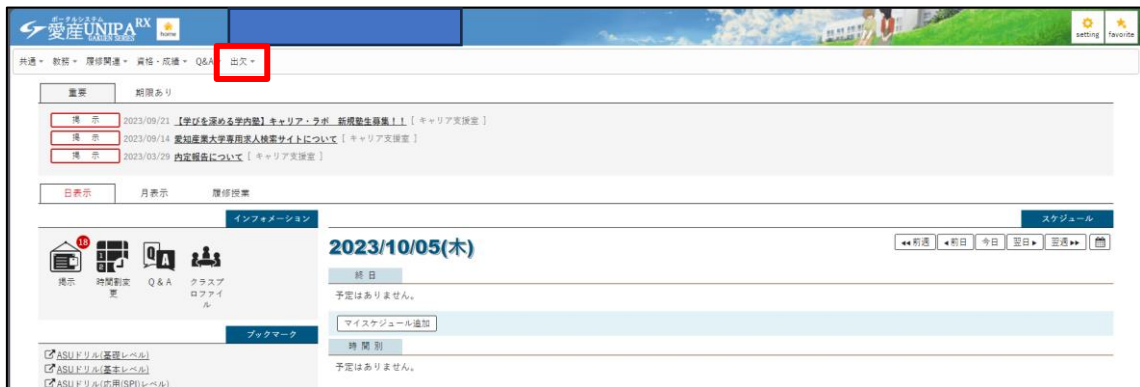 ポータルシステム
愛産UNIPA RX
GARDEN SERIES
home
setting
favorite
共通 教務 履修関連 資格・成績 Q&A 出欠
重要 期限あり
掲 示 2023/09/21 【学びを深める学内塾】キャリア・ラボ 新規塾生募集!! [ キャリア支援室 ]
掲 示 2023/09/14 愛知産業大学専用求人検索サイトについて [ キャリア支援室 ]
掲 示 2023/03/29 内定報告について [ キャリア支援室 ]
日表示 月表示 履修授業
インフォメーション
18
掲示
時間割変更
Q&A
クラスプロファイル
ブックマーク
ASUドリル(基礎レベル)
ASUドリル(基本レベル)
ASUドリル(応用(SPI)レベル)
スケジュール
2023/10/05(木)
前週 前日 今日 翌日 翌週
終 日
予定はありません。
マイスケジュール追加
時 間 別
予定はありません。